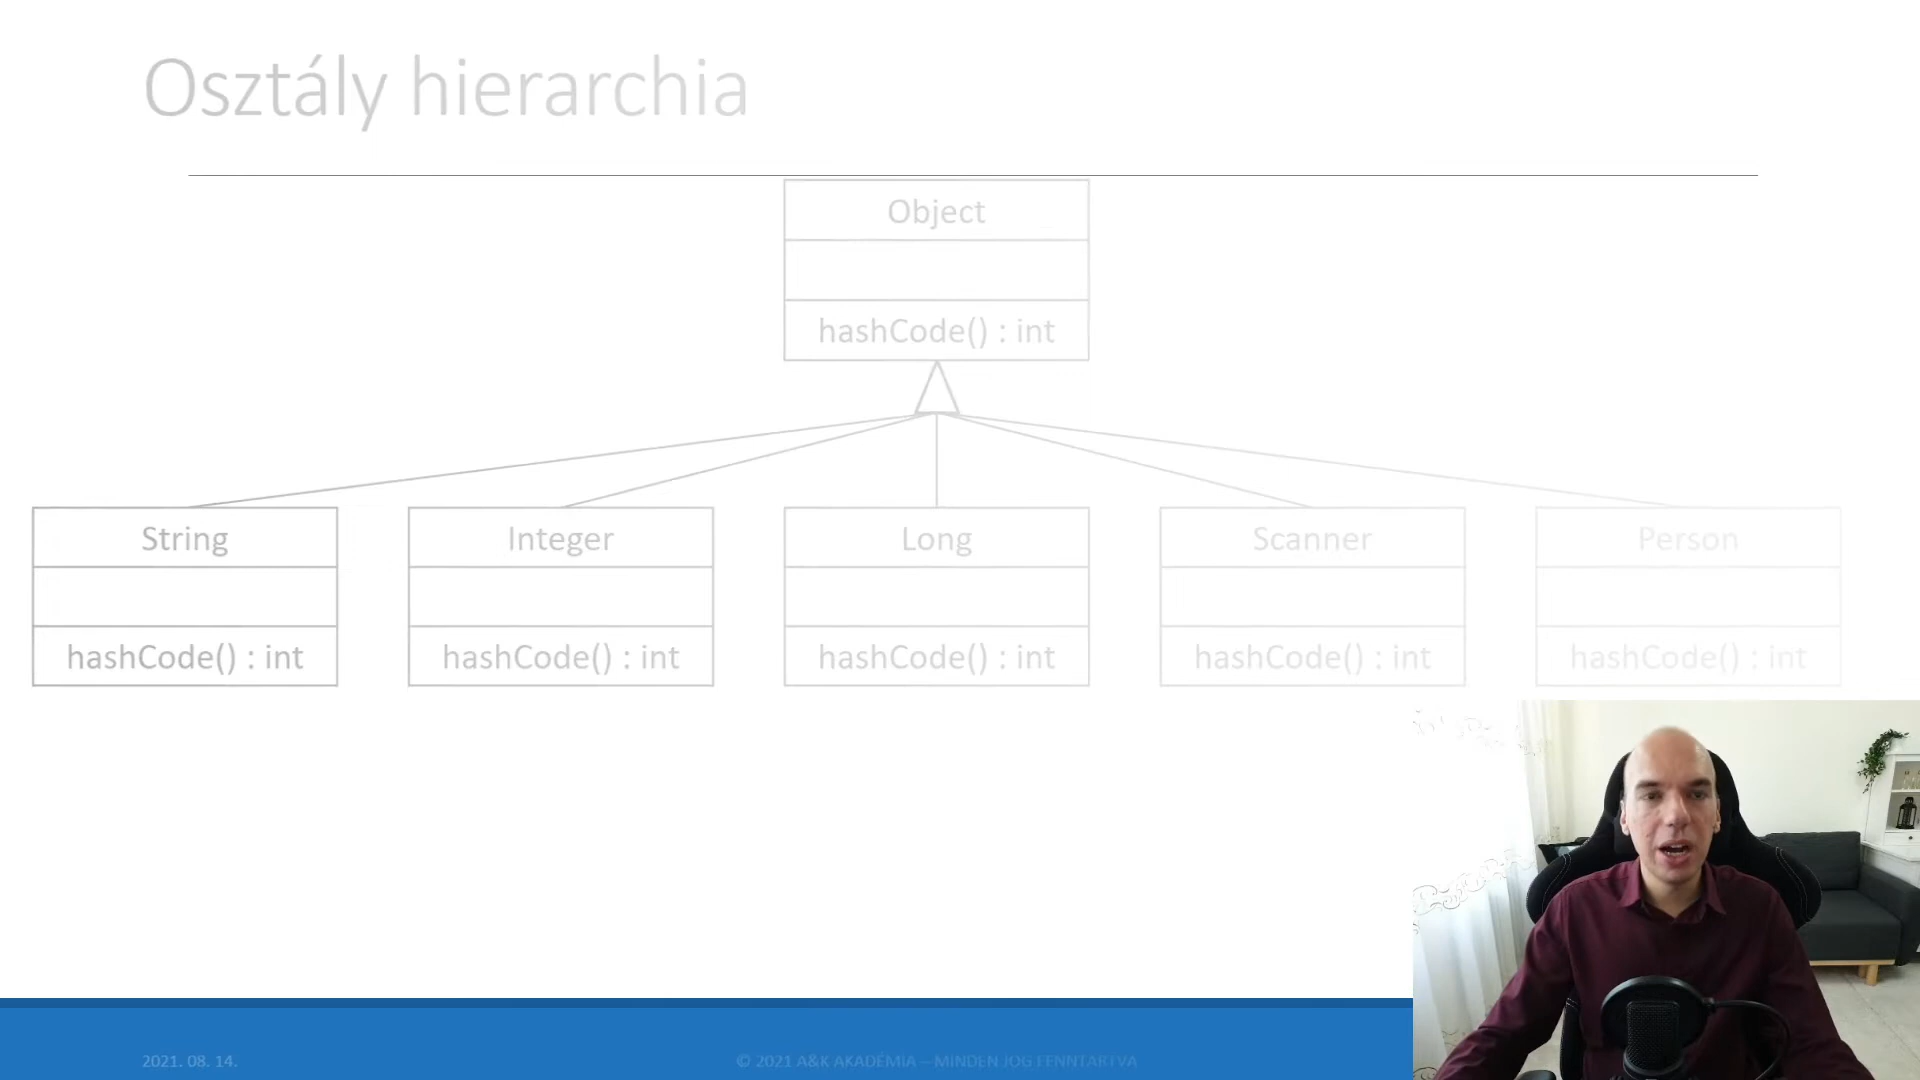 Osztály hierarchia
Object
hashCode() : int
String
Integer
Long
Scanner
Person
hashCode() : int
hashCode() : int
hashCode() : int
hashCode() : int
hashCode() : int
2021. 08. 14.
© 2021 A&K AKADÉMIA – MINDEN JOG FENNTARTVA